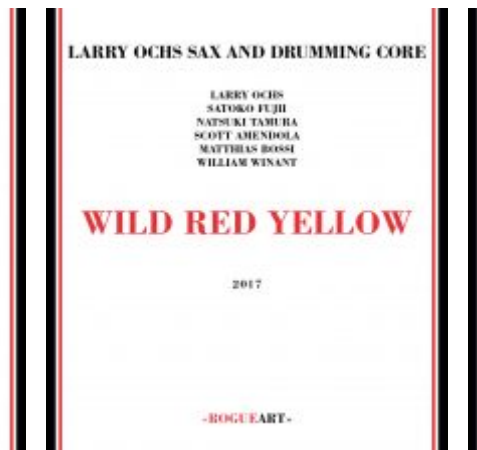 LARRY OCHS SAX AND DRUMMING CORE
LARRY OCHS
SATOKO FUJII
NATSUKI TAMURA
SCOTT AMENDOLA
MATTHIAS BOSSI
WILLIAM WINANT
WILD RED YELLOW
2017
-ROGUEART-